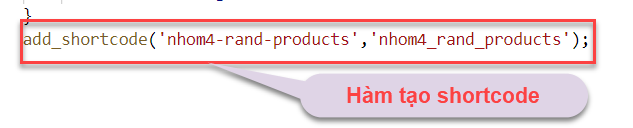 }
add_shortcode('nhom4-rand-products','nhom4_rand_products');
Hàm tạo shortcode